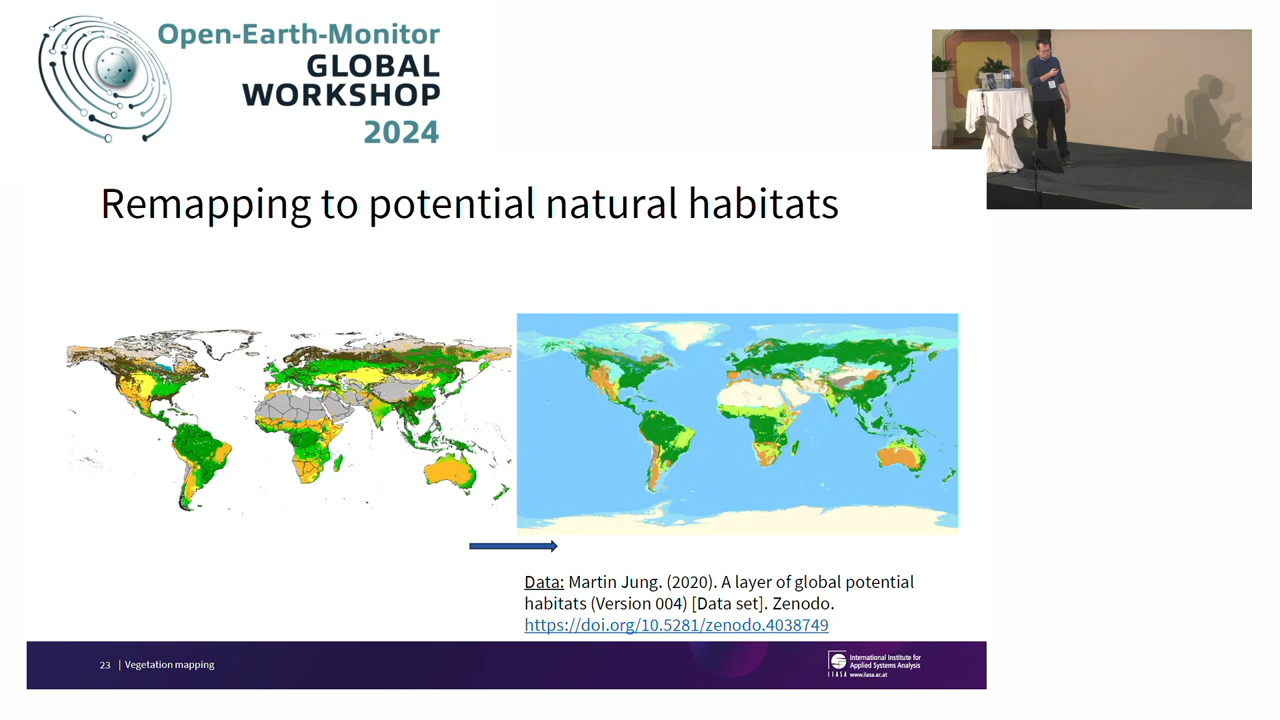 Open-Earth-Monitor
GLOBAL
WORKSHOP
2024
Remapping to potential natural habitats
Data: Martin Jung. (2020). A layer of global potential
habitats (Version 004) [Data set]. Zenodo.
https://doi.org/10.5281/zenodo.4038749
23 | Vegetation mapping
IIASA
International Institute for
Applied Systems Analysis
www.iiasa.ac.at